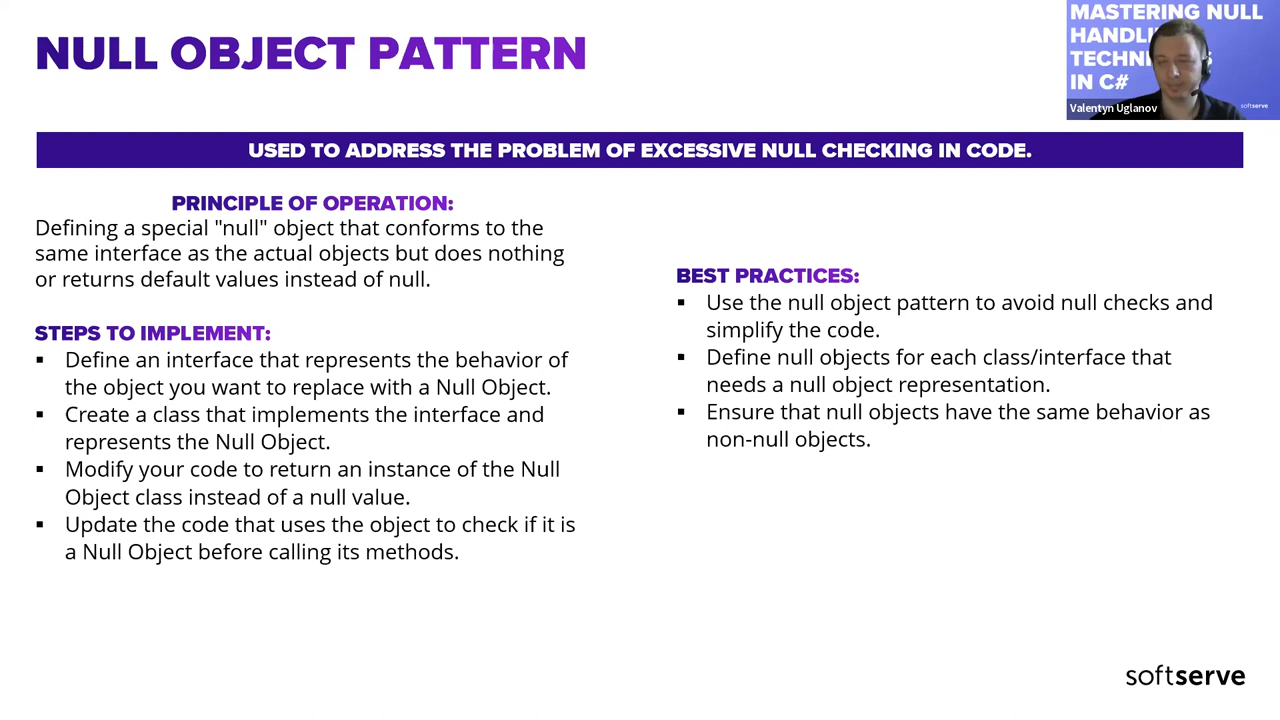 NULL OBJECT PATTERN
MASTERING NULL
HANDLI
TECHN
S
IN C#
Valentyn Uglanov
softserve
USED TO ADDRESS THE PROBLEM OF EXCESSIVE NULL CHECKING IN CODE.
PRINCIPLE OF OPERATION:
Defining a special "null" object that conforms to the
same interface as the actual objects but does nothing
or returns default values instead of null.
STEPS TO IMPLEMENT:
▪ Define an interface that represents the behavior of
the object you want to replace with a Null Object.
▪ Create a class that implements the interface and
represents the Null Object.
▪ Modify your code to return an instance of the Null
Object class instead of a null value.
▪ Update the code that uses the object to check if it is
a Null Object before calling its methods.
BEST PRACTICES:
▪ Use the null object pattern to avoid null checks and
simplify the code.
▪ Define null objects for each class/interface that
needs a null object representation.
▪ Ensure that null objects have the same behavior as
non-null objects.
softserve